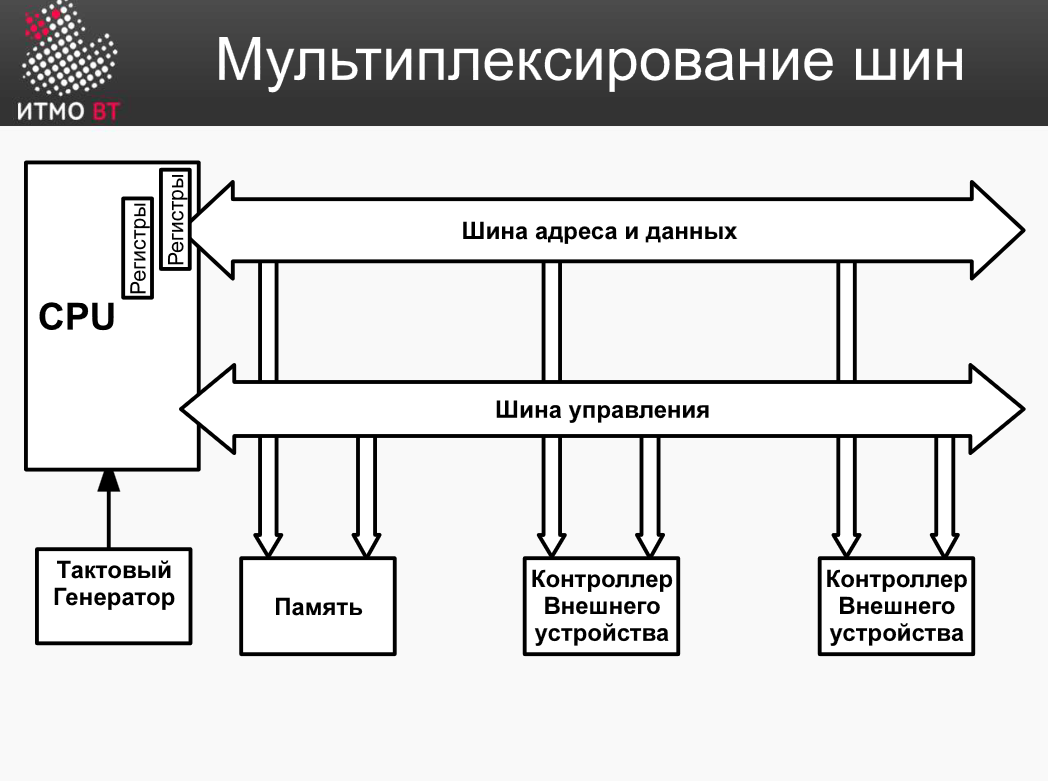 ИТМО ВТ
Мультиплексирование шин
Регистры
Регистры
Шина адреса и данных
CPU
Шина управления
Тактовый
Генератор
Память
Контроллер
Внешнего
устройства
Контроллер
Внешнего
устройства